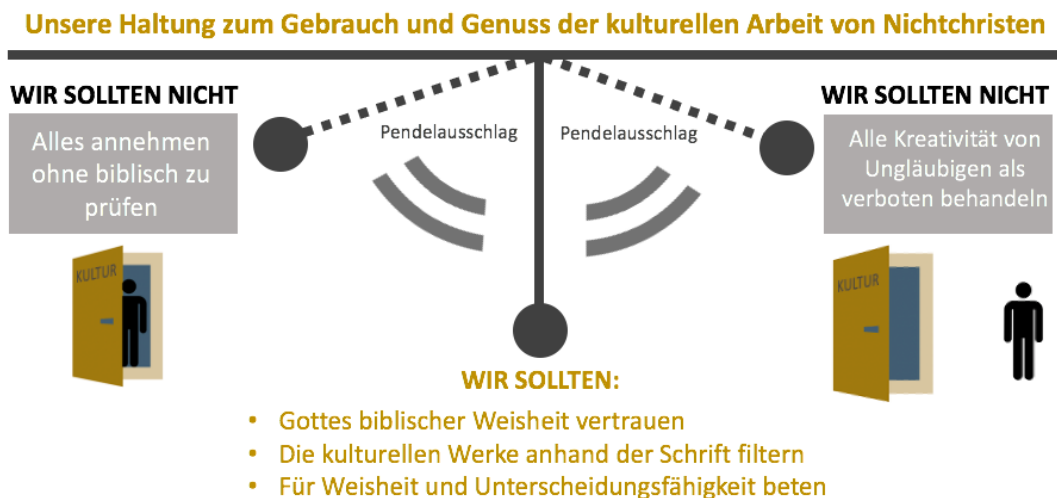 Unsere Haltung zum Gebrauch und Genuss der kulturellen Arbeit von Nichtchristen
WIR SOLLTEN NICHT
Alles annehmen
ohne biblisch zu
prüfen
KULTUR
Pendelausschlag
Pendelausschlag
WIR SOLLTEN NICHT
Alle Kreativität von
Ungläubigen als
verboten behandeln
KULTUR
WIR SOLLTEN:
• Gottes biblischer Weisheit vertrauen
• Die kulturellen Werke anhand der Schrift filtern
• Für Weisheit und Unterscheidungsfähigkeit beten